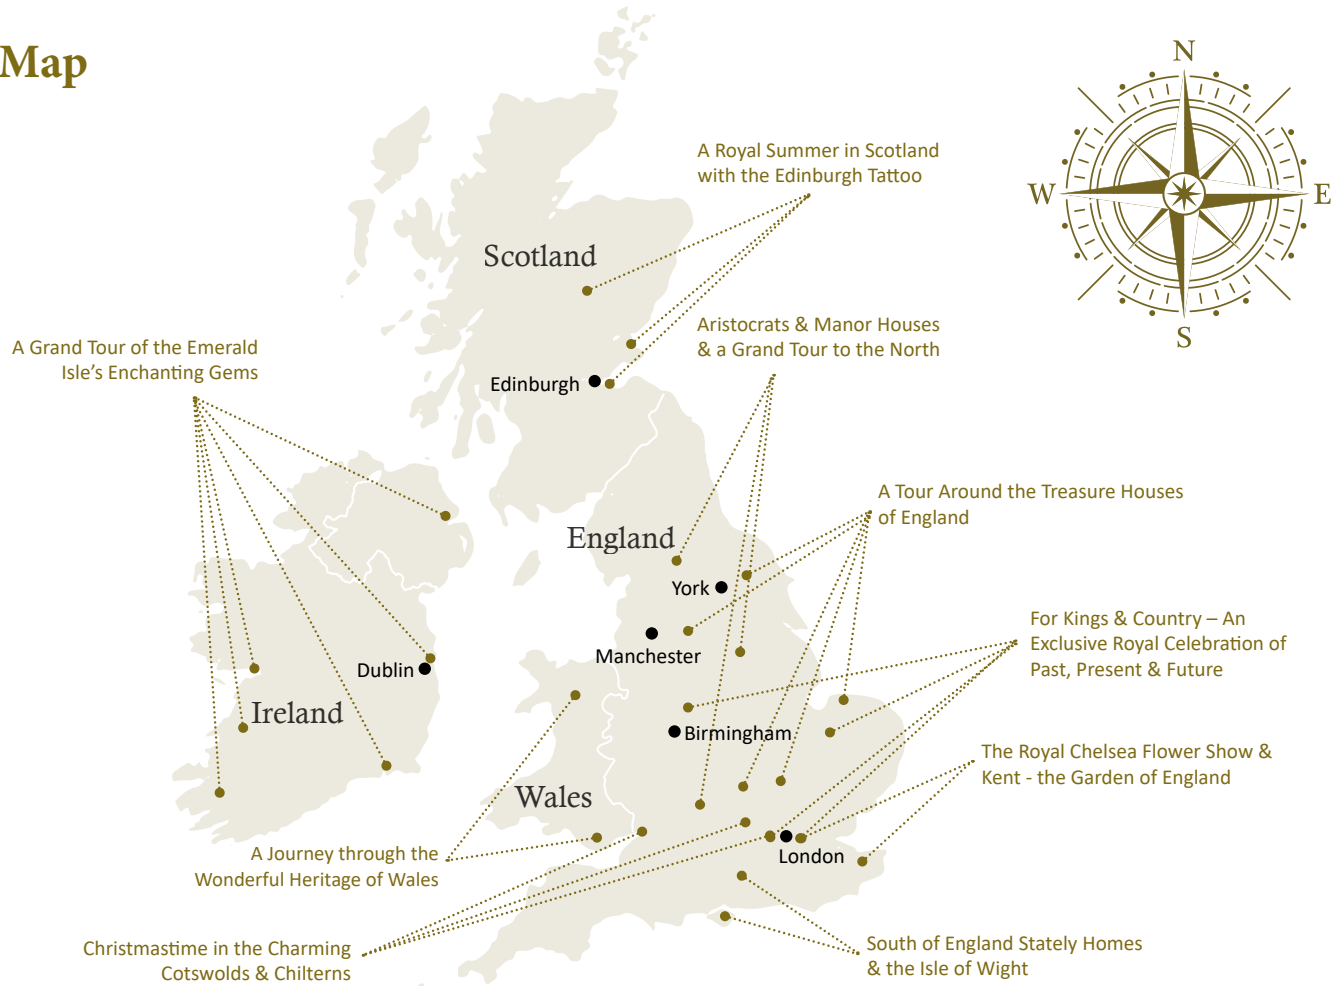 Map
N
W
E
S
A Royal Summer in Scotland
with the Edinburgh Tattoo
Scotland
Aristocrats & Manor Houses
& a Grand Tour to the North
A Grand Tour of the Emerald
Isle's Enchanting Gems
Edinburgh
A Tour Around the Treasure Houses
of England
England
York
For Kings & Country – An
Exclusive Royal Celebration of
Past, Present & Future
Manchester
Dublin
Ireland
Birmingham
The Royal Chelsea Flower Show &
Kent - the Garden of England
Wales
London
A Journey through the
Wonderful Heritage of Wales
Christmastime in the Charming
Cotswolds & Chilterns
South of England Stately Homes
& the Isle of Wight